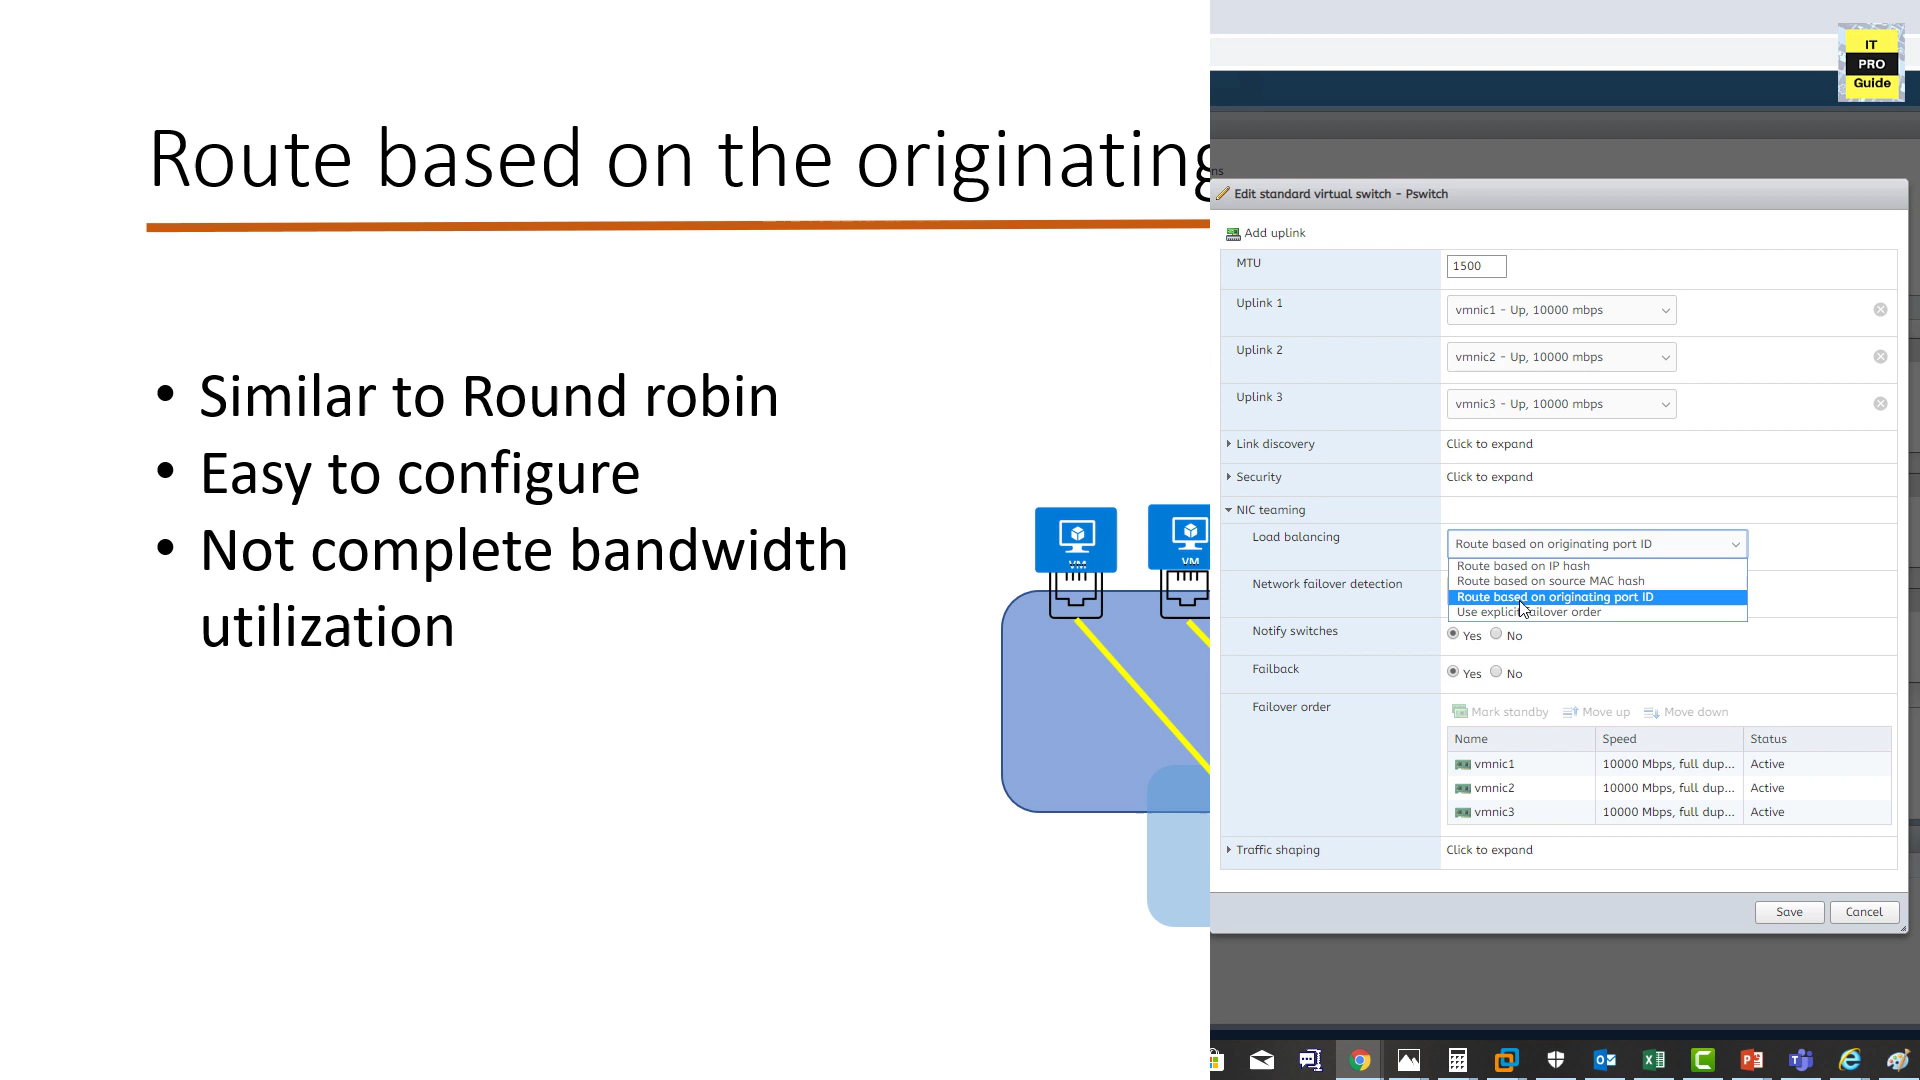 Route based on the originating
• Similar to Round robin
• Easy to configure
• Not complete bandwidth
utilization
VM
VM
IT
PRO
Guide
ns
Edit standard virtual switch - Pswitch
Add uplink
MTU
1500
Uplink 1
vmnic1 - Up, 10000 mbps
Uplink 2
vmnic2 - Up, 10000 mbps
Uplink 3
vmnic3 - Up, 10000 mbps
Link discovery
Click to expand
Security
Click to expand
NIC teaming
Load balancing
Route based on originating port ID
Route based on IP hash
Route based on source MAC hash
Route based on originating port ID
Use explicit failover order
Network failover detection
Notify switches
Yes No
Failback
Yes No
Failover order
Mark standby Move up Move down
Name Speed Status
vmnic1 10000 Mbps, full dup... Active
vmnic2 10000 Mbps, full dup... Active
vmnic3 10000 Mbps, full dup... Active
Traffic shaping
Click to expand
Save Cancel